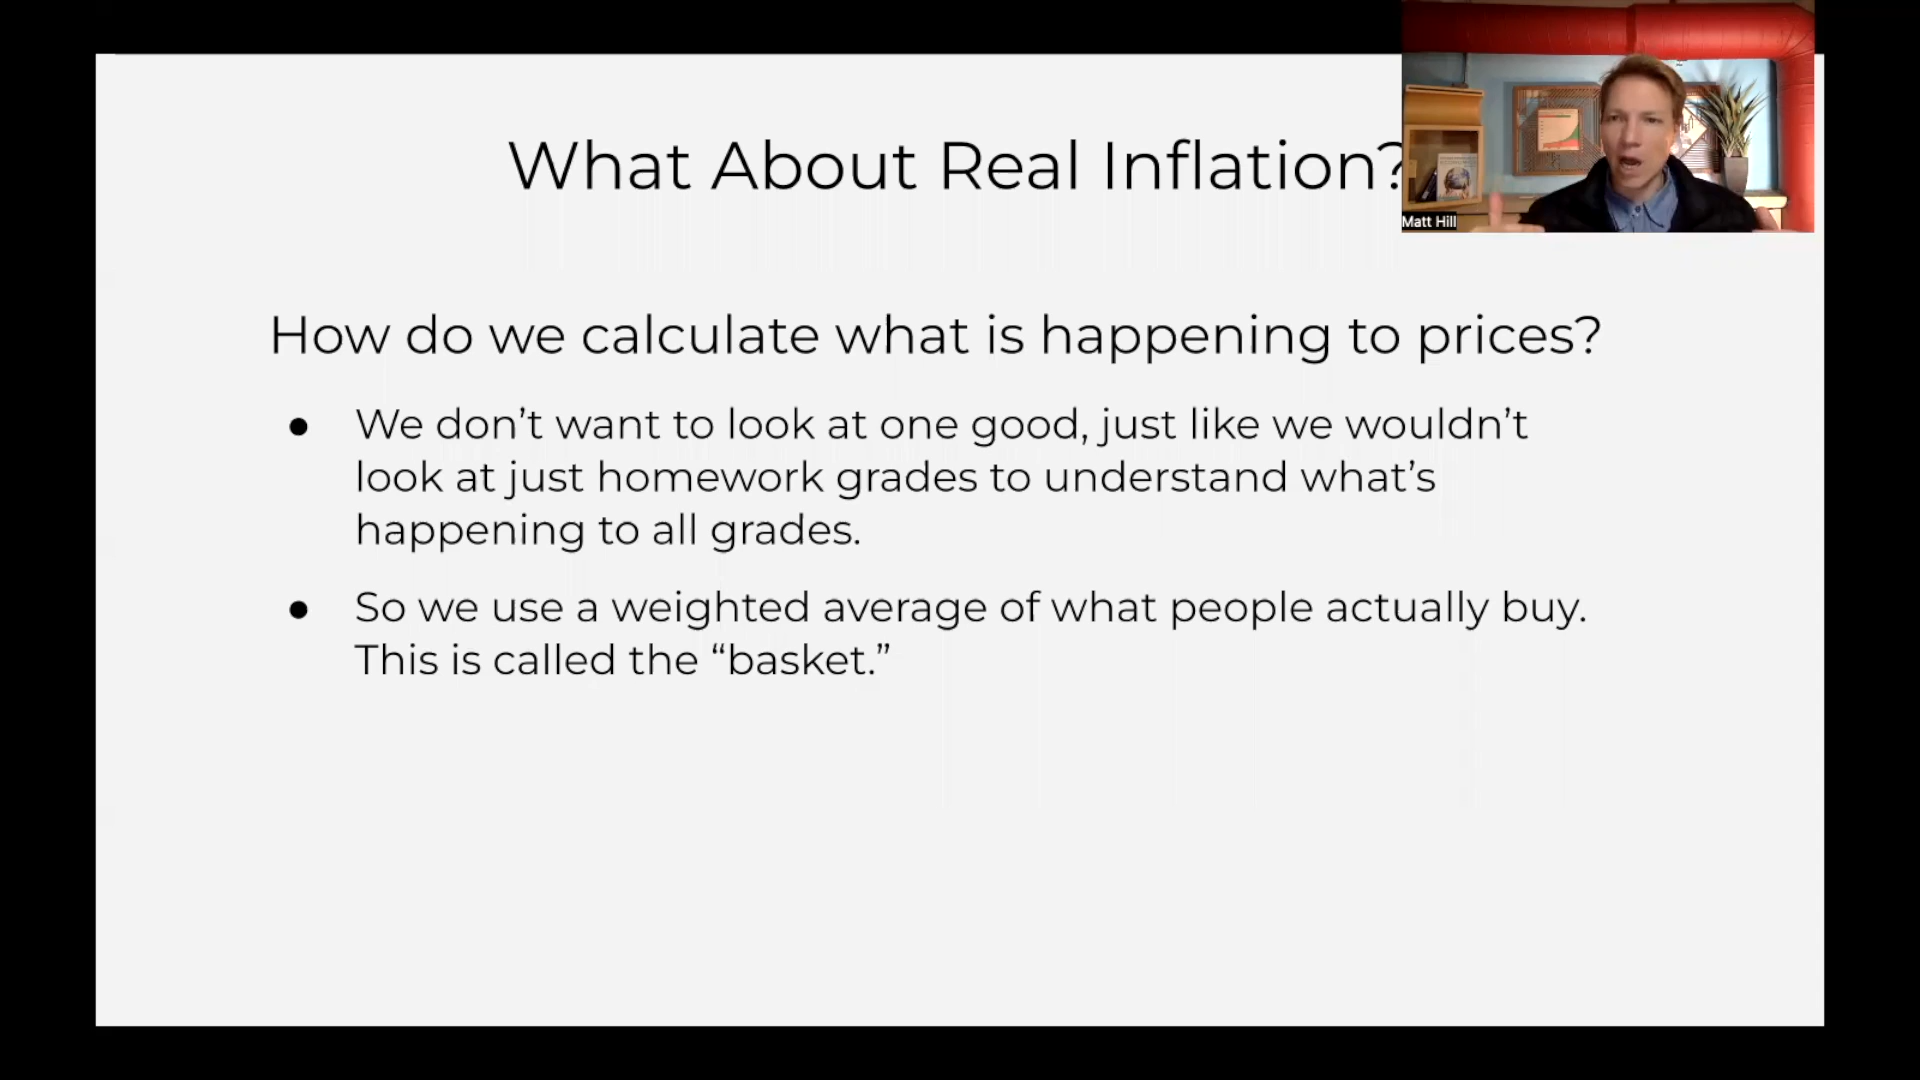 What About Real Inflation?
Matt Hill
How do we calculate what is happening to prices?
● We don’t want to look at one good, just like we wouldn’t
look at just homework grades to understand what’s
happening to all grades.
● So we use a weighted average of what people actually buy.
This is called the “basket.”